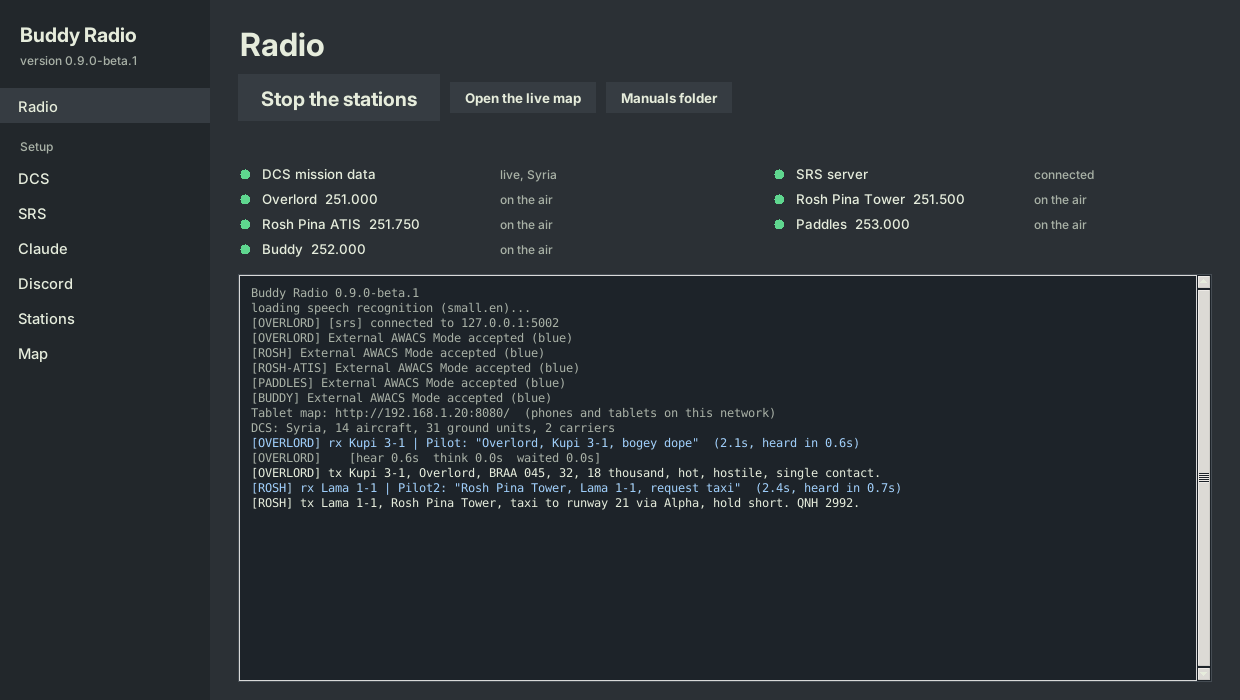 Buddy Radio
version 0.9.0-beta.1
Radio
Setup
DCS
SRS
Claude
Discord
Stations
Map
Radio
Stop the stations
Open the live map
Manuals folder
DCS mission data live, Syria
SRS server connected
Overlord 251.000 on the air
Rosh Pina Tower 251.500 on the air
Rosh Pina ATIS 251.750 on the air
Paddles 253.000 on the air
Buddy 252.000 on the air
Buddy Radio 0.9.0-beta.1
loading speech recognition (small.en)...
[OVERLORD] [srs] connected to 127.0.0.1:5002
[OVERLORD] External AWACS Mode accepted (blue)
[ROSH] External AWACS Mode accepted (blue)
[ROSH-ATIS] External AWACS Mode accepted (blue)
[PADDLES] External AWACS Mode accepted (blue)
[BUDDY] External AWACS Mode accepted (blue)
Tablet map: http://192.168.1.20:8080/  (phones and tablets on this network)
DCS: Syria, 14 aircraft, 31 ground units, 2 carriers
[OVERLORD] rx Kupi 3-1 | Pilot: "Overlord, Kupi 3-1, bogey dope"  (2.1s, heard in 0.6s)
[OVERLORD]    [hear 0.6s  think 0.0s  waited 0.0s]
[OVERLORD] tx Kupi 3-1, Overlord, BRAA 045, 32, 18 thousand, hot, hostile, single contact.
[ROSH] rx Lama 1-1 | Pilot2: "Rosh Pina Tower, Lama 1-1, request taxi"  (2.4s, heard in 0.7s)
[ROSH] tx Lama 1-1, Rosh Pina Tower, taxi to runway 21 via Alpha, hold short. QNH 2992.